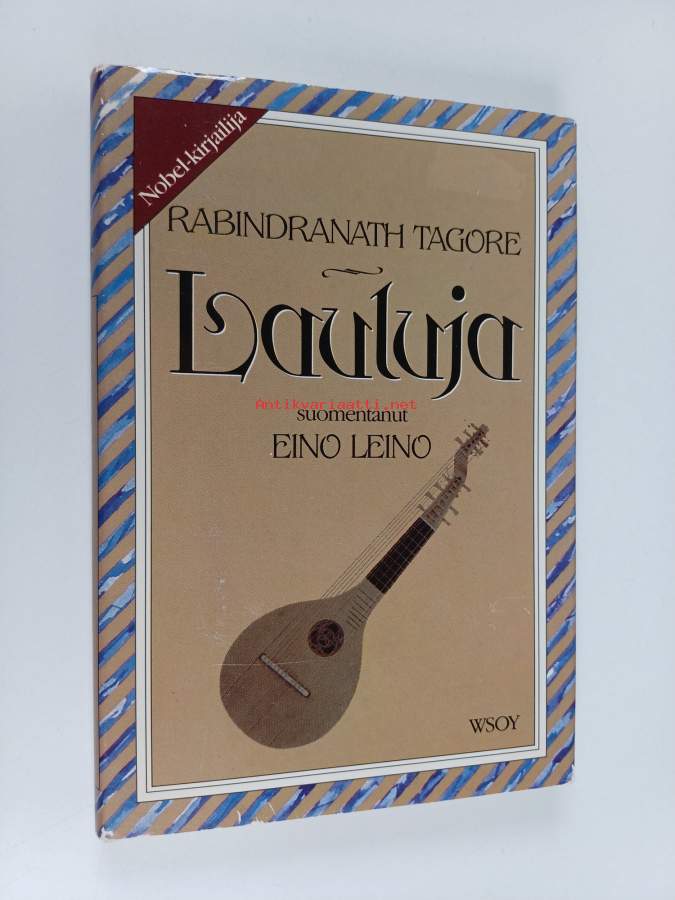 Nobel-kirjailija
RABINDRANATH TAGORE
Lauluja
Antikvariaatti.net
suomentanut
EINO LEINO
WSOY